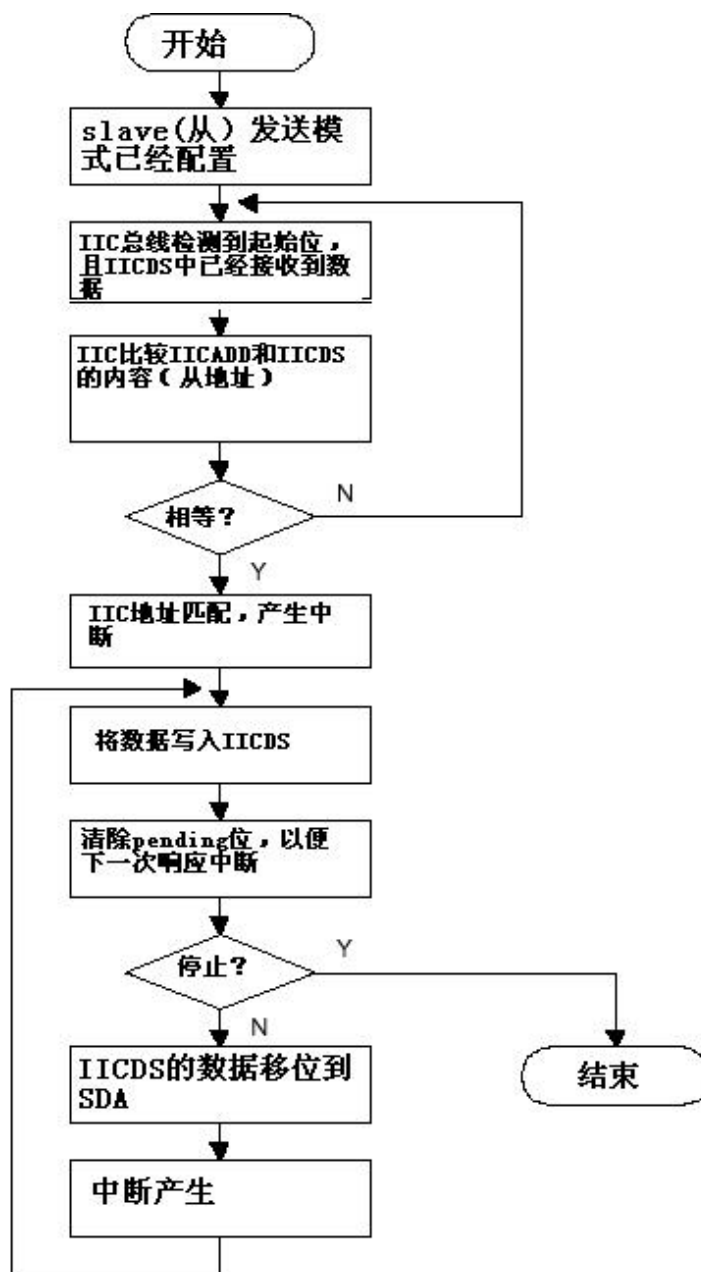 开始
slave(从) 发送模
式已经配置
IIC总线检测到起始位,
且IICDS中已经接收到数
据
IIC比较IICADD和IICDS
的内容(从地址)
N
相等?
Y
IIC地址匹配,产生中
断
将数据写入IICDS
清除pending位,以便
下一次响应中断
Y
停止?
N
IICDS的数据移位到
SDA
结束
中断产生